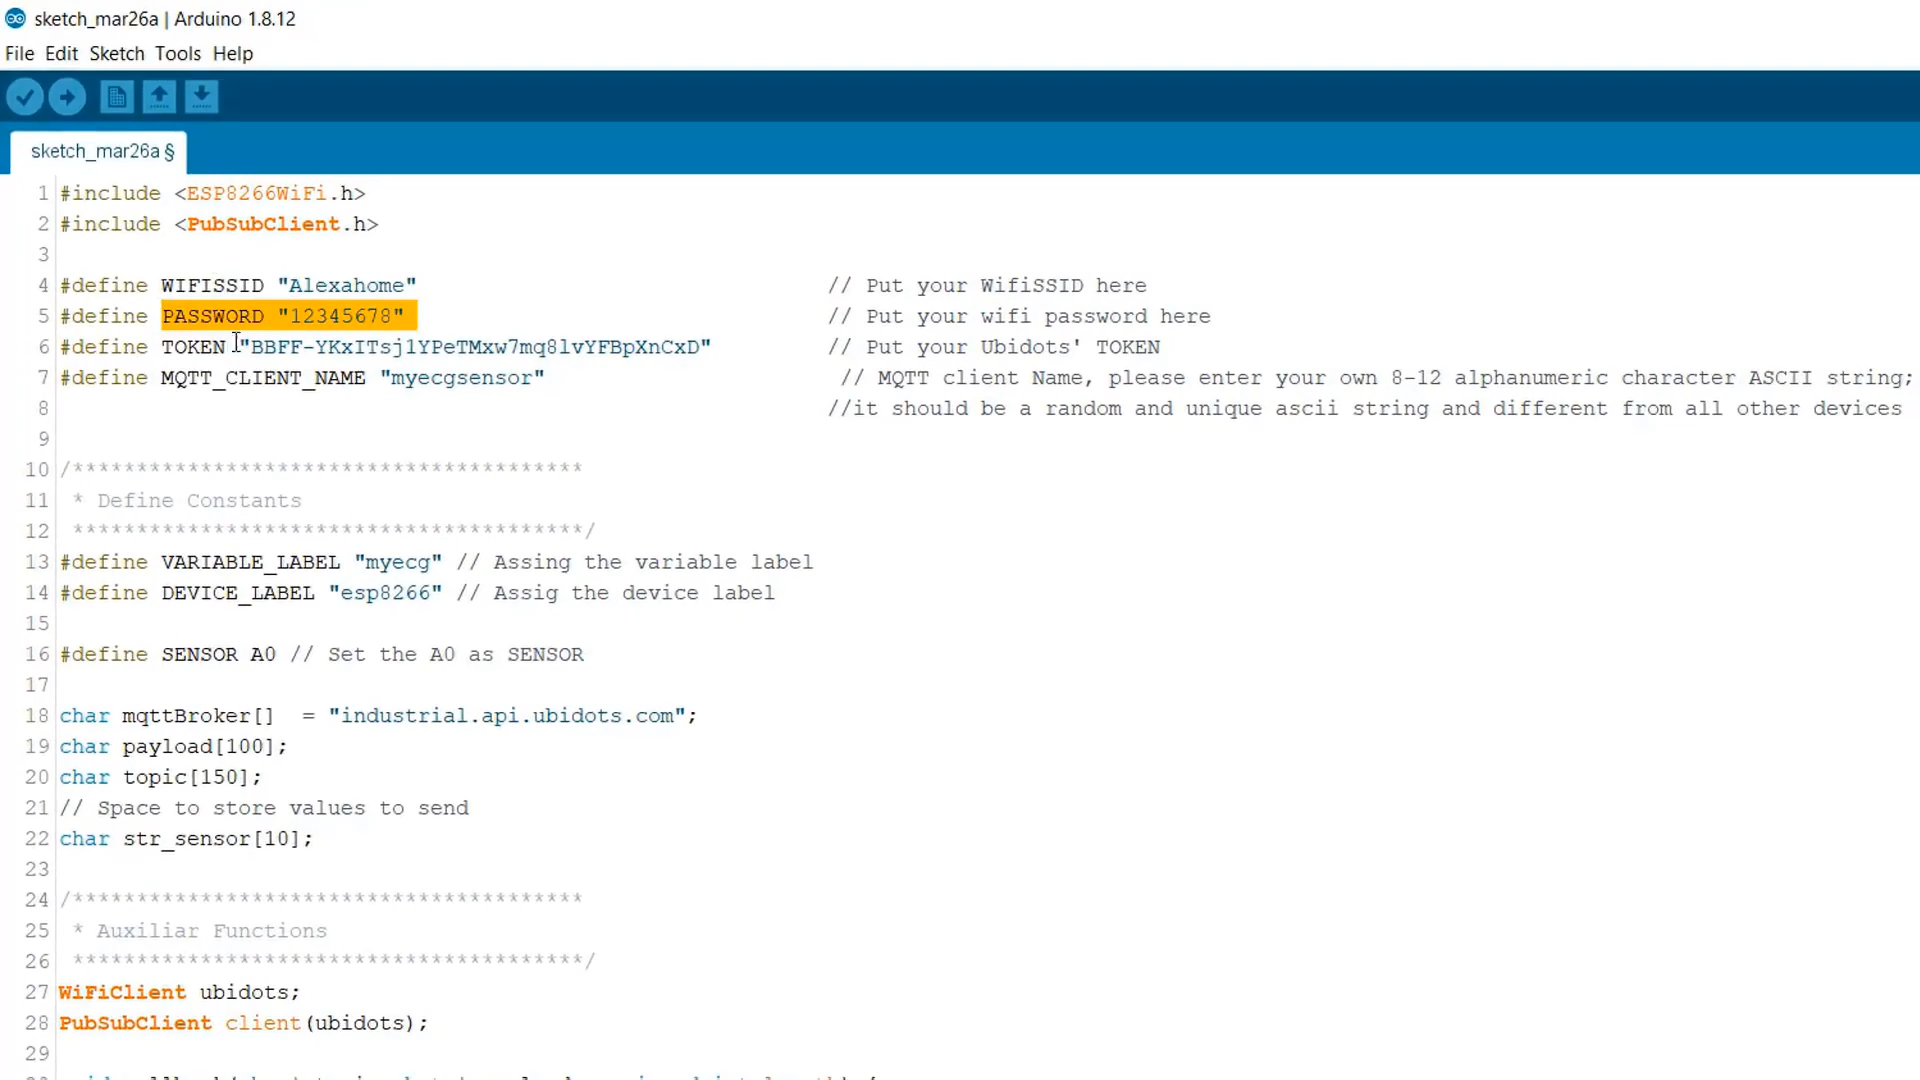 sketch_mar26a | Arduino 1.8.12
File Edit Sketch Tools Help
sketch_mar26a §
1 #include <ESP8266WiFi.h>
2 #include <PubSubClient.h>
3
4 #define WIFISSID "Alexahome" // Put your WifiSSID here
5 #define PASSWORD "12345678" // Put your wifi password here
6 #define TOKEN "BBFF-YKxITsj1YPeTMxw7mq8lvYFBpXnCxD" // Put your Ubidots' TOKEN
7 #define MQTT_CLIENT_NAME "myecgsensor" // MQTT client Name, please enter your own 8-12 alphanumeric character ASCII string;
8 //it should be a random and unique ascii string and different from all other devices
9
10 /****************************************
11 * Define Constants
12 ****************************************/
13 #define VARIABLE_LABEL "myecg" // Assing the variable label
14 #define DEVICE_LABEL "esp8266" // Assig the device label
15
16 #define SENSOR A0 // Set the A0 as SENSOR
17
18 char mqttBroker[]  = "industrial.api.ubidots.com";
19 char payload[100];
20 char topic[150];
21 // Space to store values to send
22 char str_sensor[10];
23
24 /****************************************
25 * Auxiliar Functions
26 ****************************************/
27 WiFiClient ubidots;
28 PubSubClient client(ubidots);
29